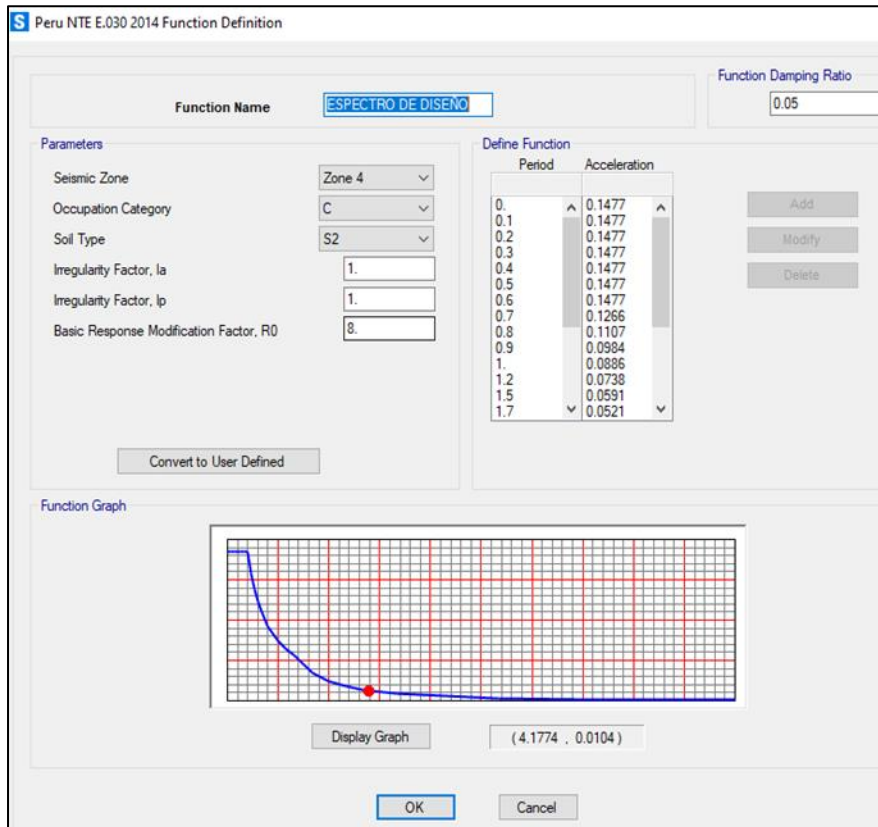 S Peru NTE E.030 2014 Function Definition
Function Damping Ratio
Function Name ESPECTRO DE DISEÑO 0.05
Parameters
Seismic Zone Zone 4
Occupation Category C
Soil Type S2
Irregularity Factor, Ia 1.
Irregularity Factor, Ip 1.
Basic Response Modification Factor, R0 8.
Convert to User Defined
Define Function
Period Acceleration
0. 0.1477
0.1 0.1477
0.2 0.1477
0.3 0.1477
0.4 0.1477
0.5 0.1477
0.6 0.1477
0.7 0.1266
0.8 0.1107
0.9 0.0984
1. 0.0886
1.2 0.0738
1.5 0.0591
1.7 0.0521
Add
Modify
Delete
Function Graph
Display Graph (4.1774 , 0.0104)
OK Cancel